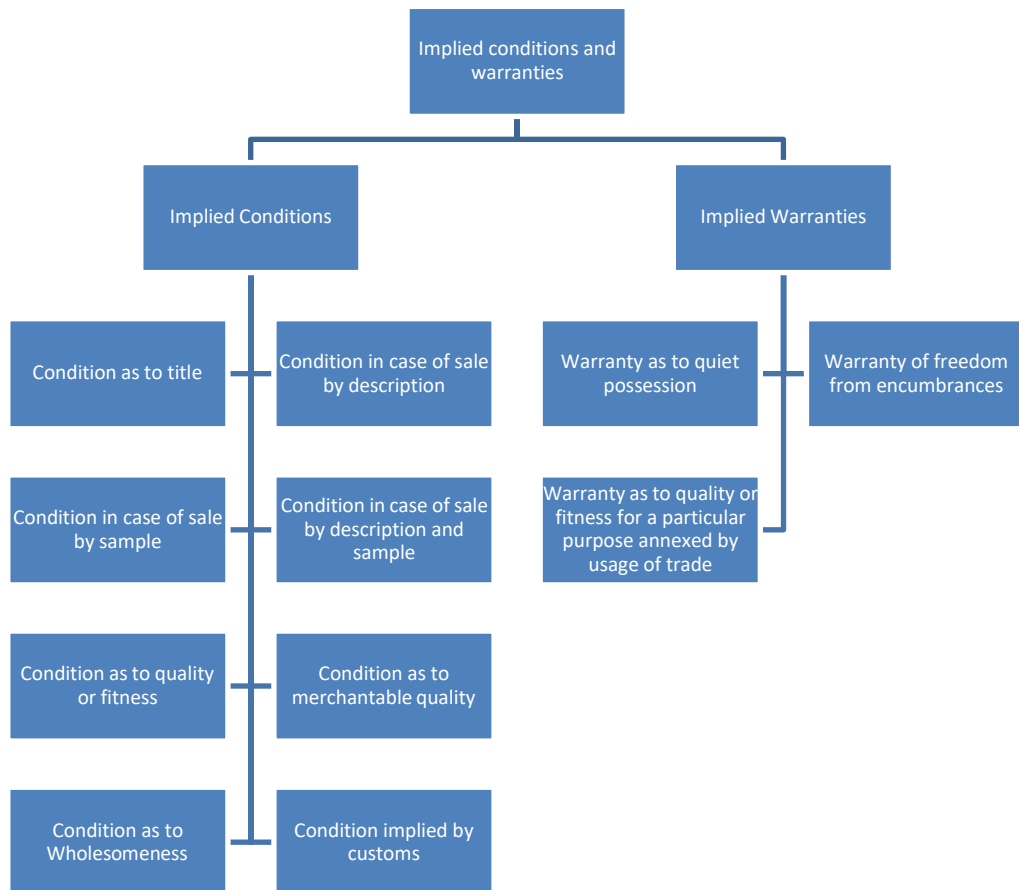 Implied conditions and
warranties
Implied Conditions
Implied Warranties
Condition as to title
Condition in case of sale
by description
Warranty as to quiet
possession
Warranty of freedom
from encumbrances
Condition in case of sale
by sample
Condition in case of sale
by description and
sample
Warranty as to quality or
fitness for a particular
purpose annexed by
usage of trade
Condition as to quality
or fitness
Condition as to
merchantable quality
Condition as to
Wholesomeness
Condition implied by
customs